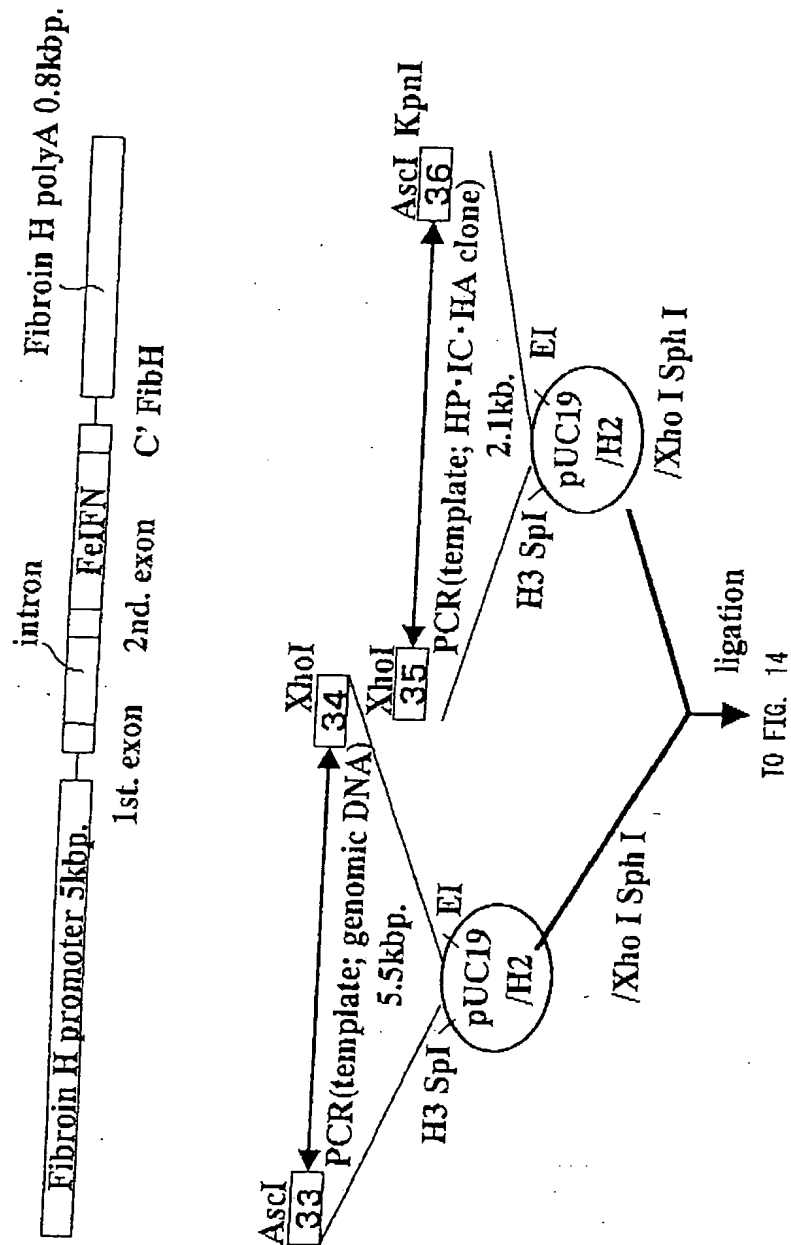 Fibroin H promoter 5kbp.
1st. exon
intron
2nd. exon
FeIFN
C' FibH
Fibroin H polyA 0.8kbp.
AscI
33
PCR(template; genomic DNA)
5.5kbp.
XhoI
34
H3 SpI
EI
pUC19
/H2
/Xho I Sph I
XhoI
35
PCR(template; HP·IC·HA clone)
2.1kb.
AscI KpnI
36
H3 SpI
EI
pUC19
/H2
/Xho I Sph I
ligation
TO FIG. 14